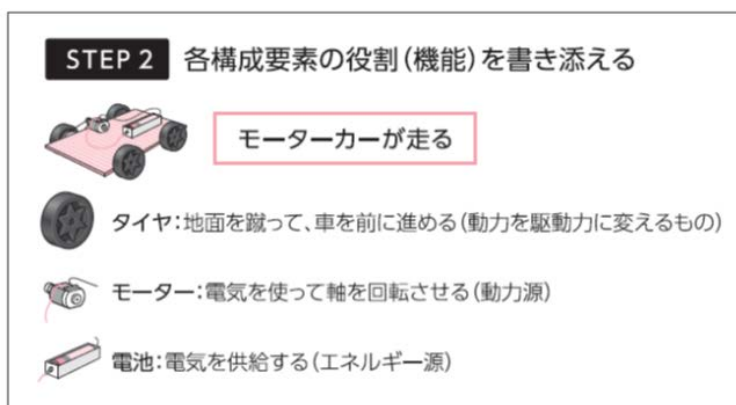 STEP 2 各構成要素の役割(機能)を書き添える
モーターカーが走る
タイヤ:地面を蹴って、車を前に進める(動力を駆動力に変えるもの)
モーター:電気を使って軸を回転させる(動力源)
電池:電気を供給する(エネルギー源)